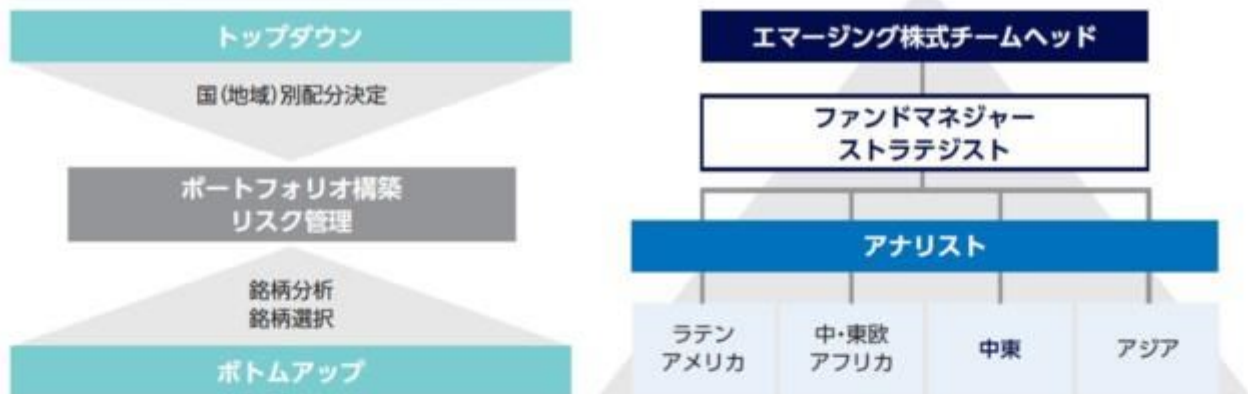 トップダウン
国(地域)別配分決定
ポートフォリオ構築
リスク管理
銘柄分析
銘柄選択
ボトムアップ
エマージング株式チームヘッド
ファンドマネジャー
ストラテジスト
アナリスト
ラテン
アメリカ
中・東欧
アフリカ
中東
アジア